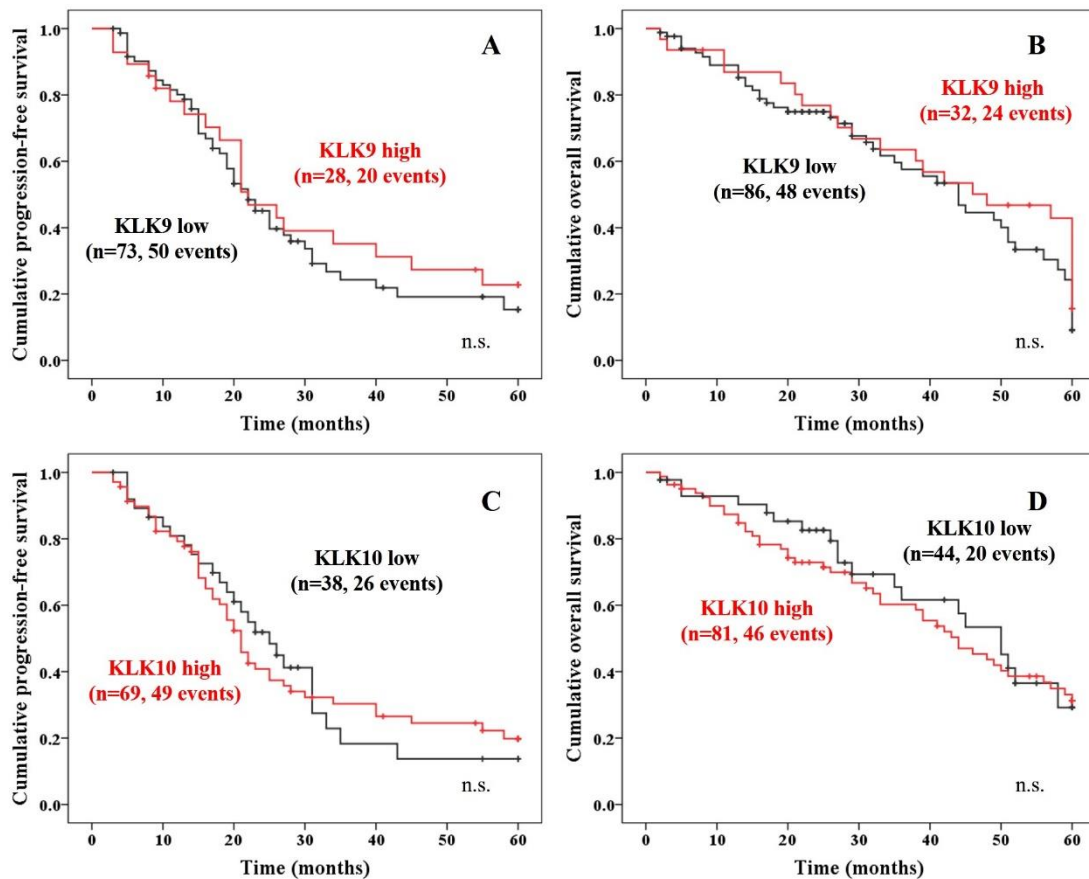 A
Cumulative progression-free survival
1.0
0.8
0.6
0.4
0.2
0.0
KLK9 high
(n=28, 20 events)
KLK9 low
(n=73, 50 events)
n.s.
0 10 20 30 40 50 60
Time (months)
B
Cumulative overall survival
1.0
0.8
0.6
0.4
0.2
0.0
KLK9 high
(n=32, 24 events)
KLK9 low
(n=86, 48 events)
n.s.
0 10 20 30 40 50 60
Time (months)
C
Cumulative progression-free survival
1.0
0.8
0.6
0.4
0.2
0.0
KLK10 low
(n=38, 26 events)
KLK10 high
(n=69, 49 events)
n.s.
0 10 20 30 40 50 60
Time (months)
D
Cumulative overall survival
1.0
0.8
0.6
0.4
0.2
0.0
KLK10 low
(n=44, 20 events)
KLK10 high
(n=81, 46 events)
n.s.
0 10 20 30 40 50 60
Time (months)